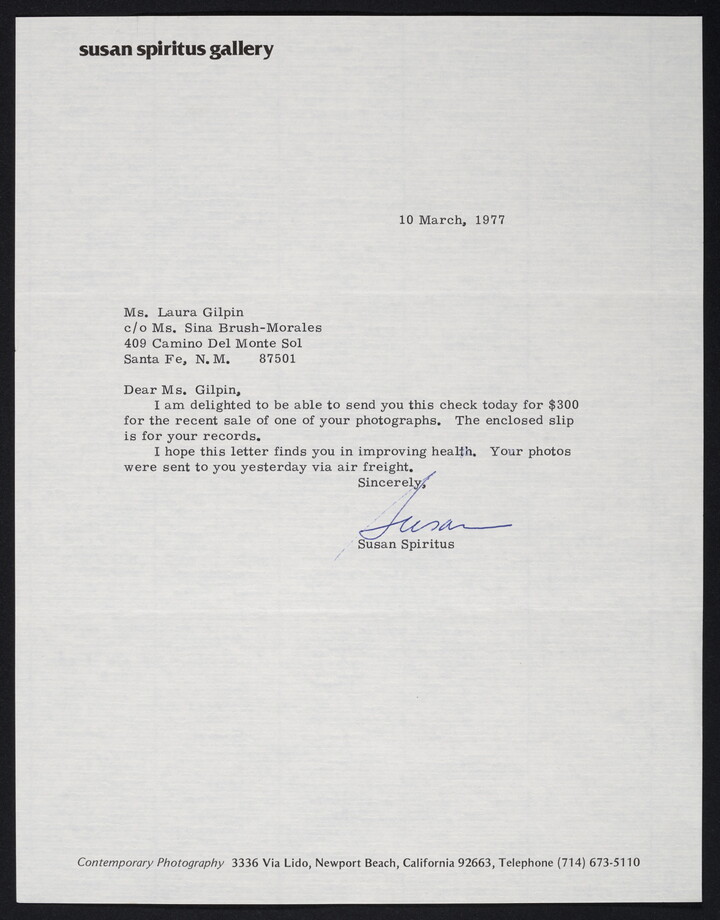 susan spiritus gallery
10 March, 1977
Ms. Laura Gilpin
c/o Ms. Sina Brush-Morales
409 Camino Del Monte Sol
Santa Fe, N.M. 87501
Dear Ms. Gilpin,
I am delighted to be able to send you this check today for $300
for the recent sale of one of your photographs. The enclosed slip
is for your records.
I hope this letter finds you in improving health. Your photos
were sent to you yesterday via air freight.
Sincerely,
Susan
Susan Spiritus
Contemporary Photography 3336 Via Lido, Newport Beach, California 92663, Telephone (714) 673-5110